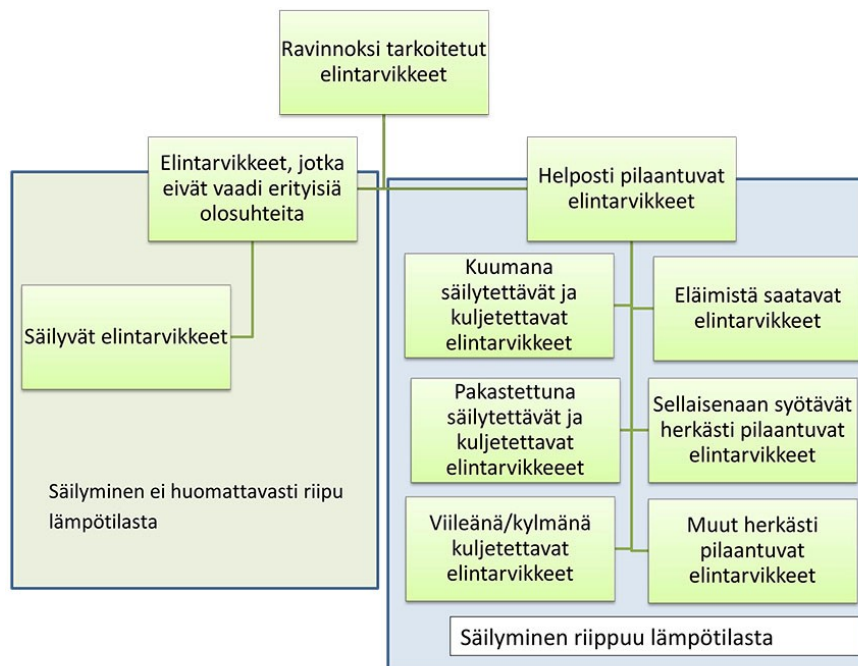 Ravinnoksi tarkoitetut
elintarvikkeet
Elintarvikkeet, jotka
eivät vaadi erityisiä
olosuhteita
Säilyvät elintarvikkeet
Säilyminen ei huomattavasti riipu
lämpötilasta
Helposti pilaantuvat
elintarvikkeet
Kuumana
säilytettävät ja
kuljetettavat
elintarvikkeet
Eläimistä saatavat
elintarvikkeet
Pakastettuna
säilytettävät ja
kuljetettavat
elintarvikkeeet
Sellaisenaan syötävät
herkästi pilaantuvat
elintarvikkeet
Viileänä/kylmänä
kuljetettavat
elintarvikkeet
Muut herkästi
pilaantuvat
elintarvikkeet
Säilyminen riippuu lämpötilasta